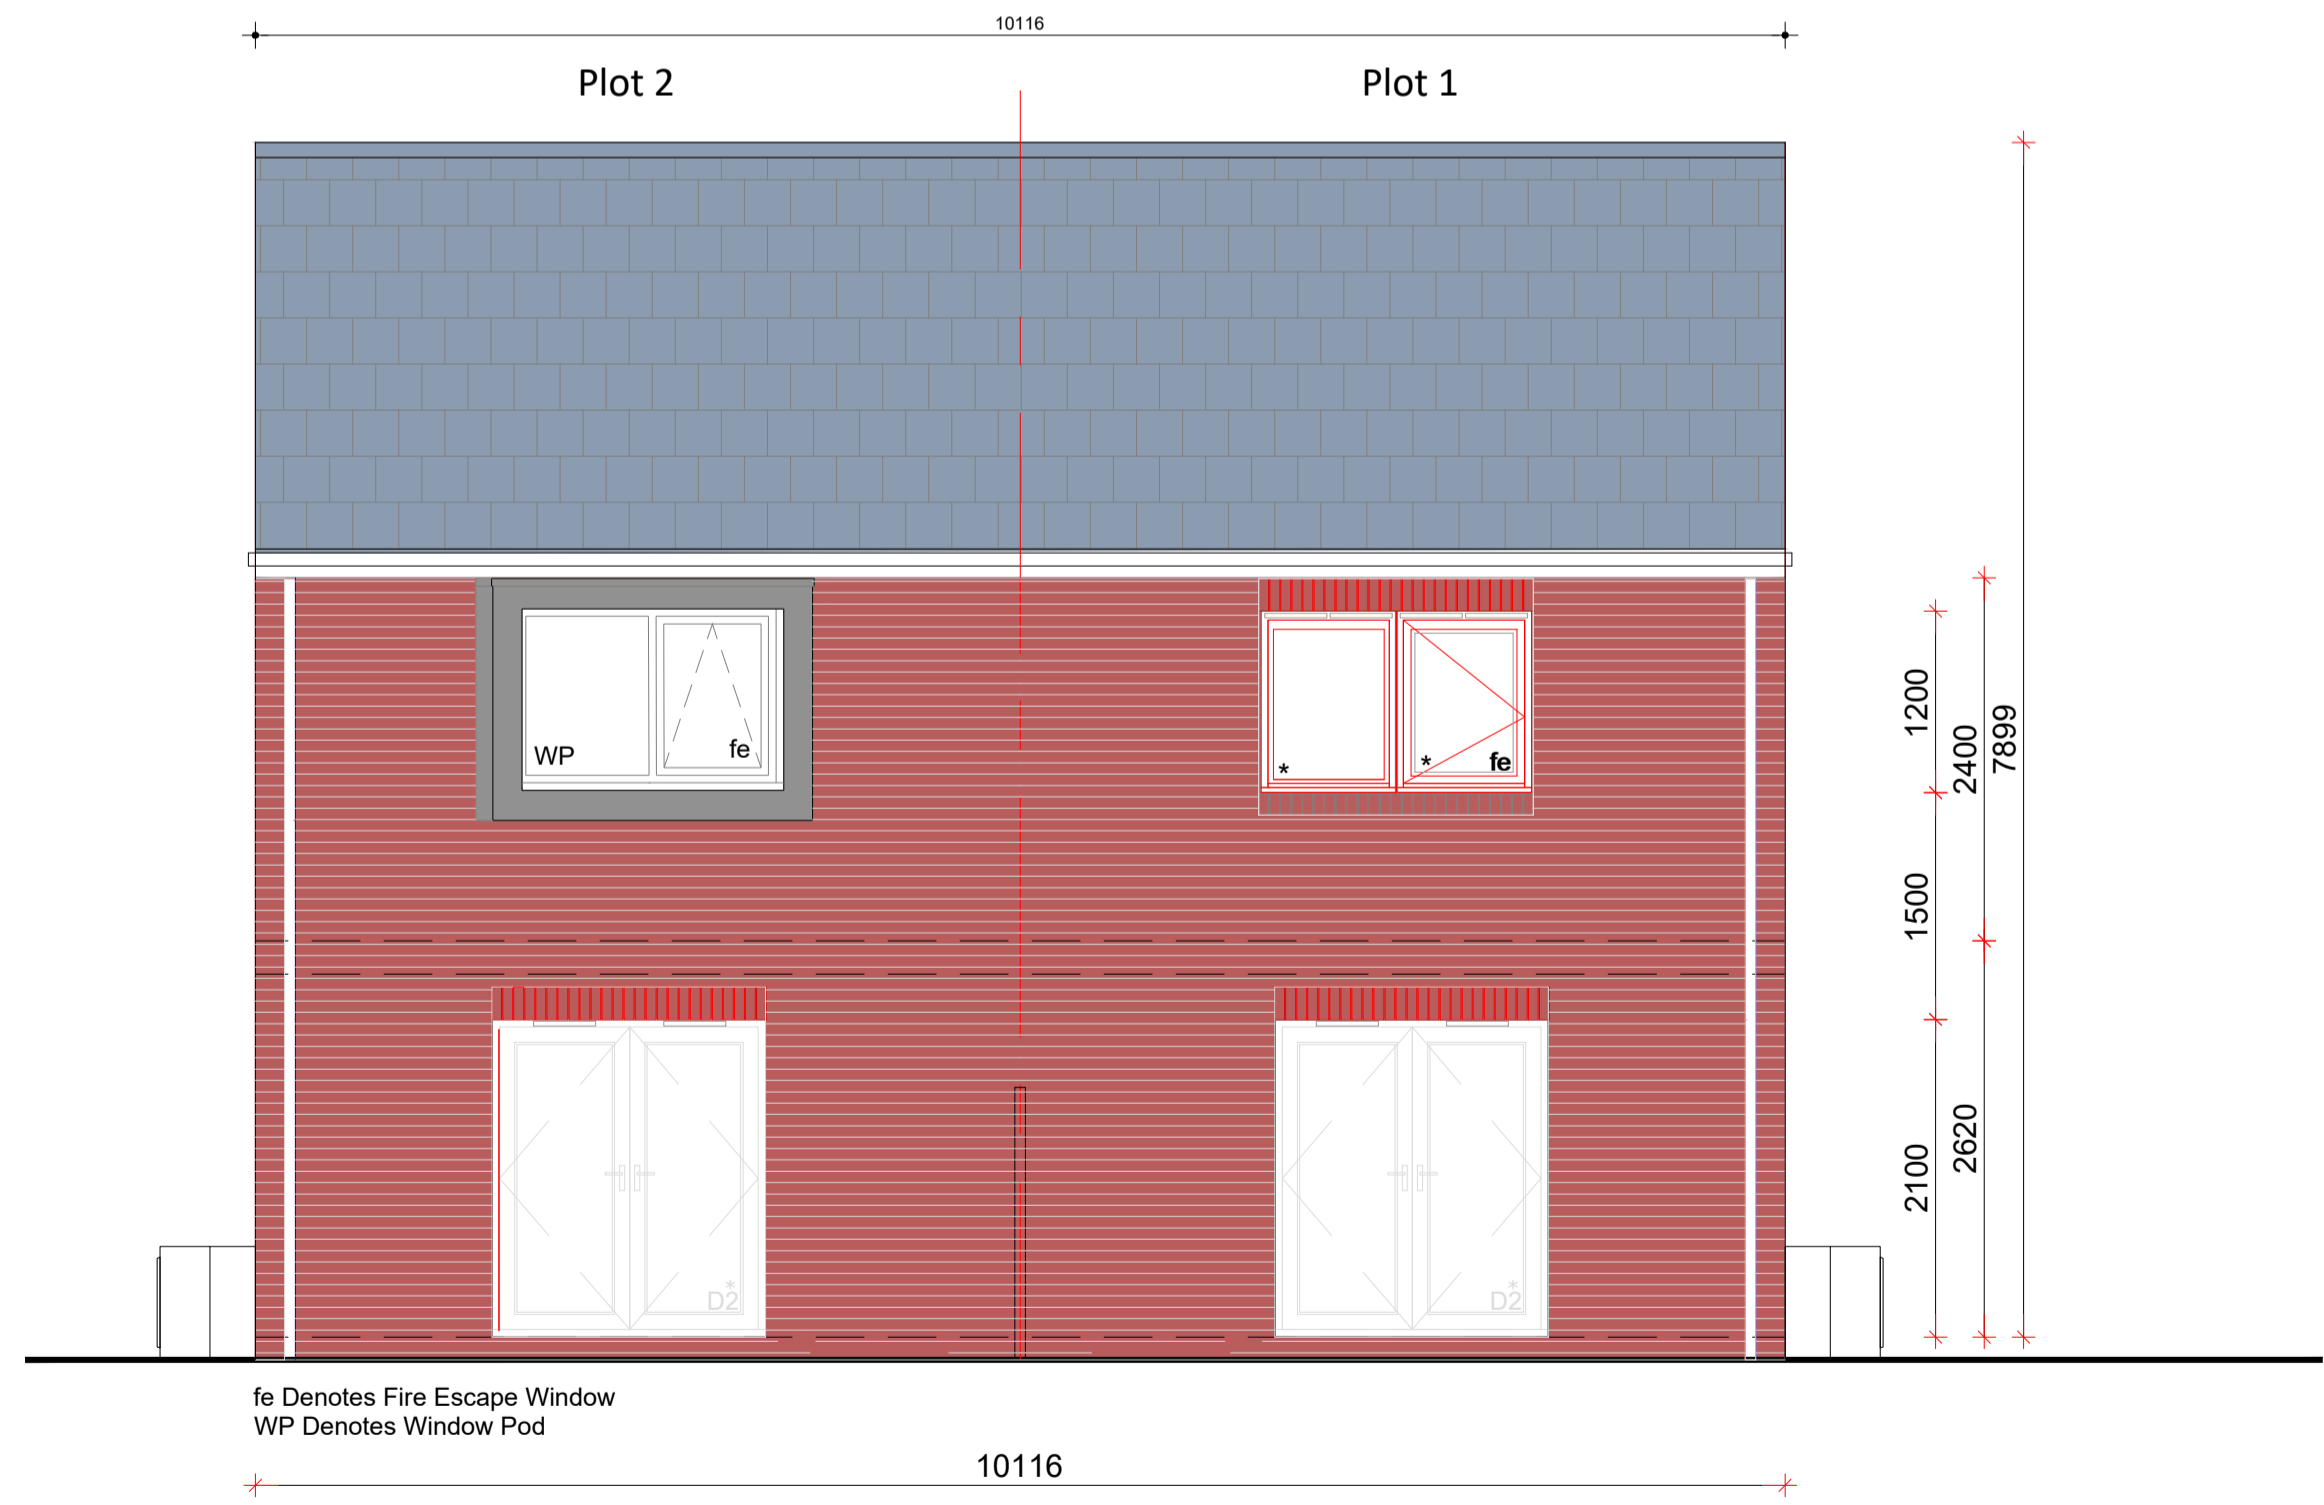 10116
Plot 2
Plot 1
WP
fe
*
*
fe
1200
2400
7899
1500
2100
2620
*
D2
*
D2
fe Denotes Fire Escape Window
WP Denotes Window Pod
10116